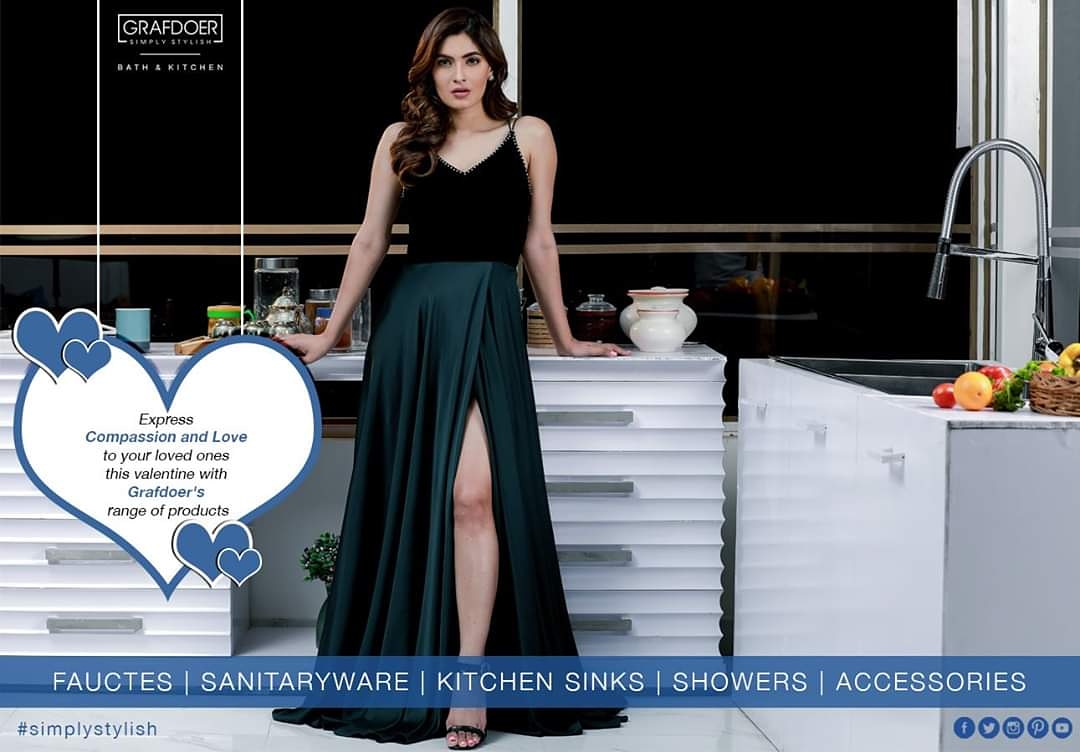 GRAFDOER
SIMPLY STYLISH
BATH & KITCHEN
Express
Compassion and Love
to your loved ones
this valentine with
Grafdoer's
range of products
FAUCTES | SANITARYWARE | KITCHEN SINKS | SHOWERS | ACCESSORIES
#simplystylish